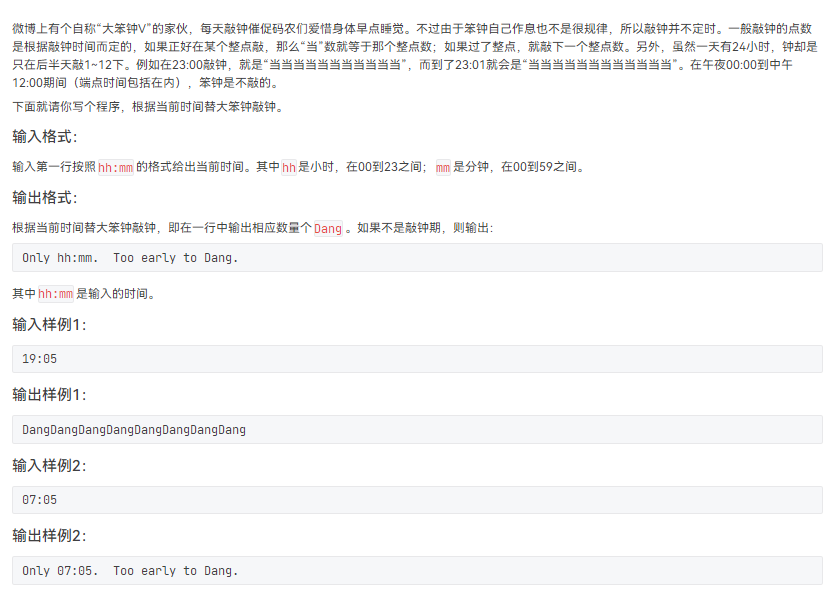 微博上有个自称“大笨钟V”的家伙，每天敲钟催促码农们爱惜身体早点睡觉。不过由于笨钟自己作息也不是很规律，所以敲钟并不定时。一般敲钟的点数
是根据敲钟时间而定的，如果正好在某个整点敲，那么“当”数就等于那个整点数；如果过了整点，就敲下一个整点数。另外，虽然一天有24小时，钟却是
只在后半天敲1~12下。例如在23:00敲钟，就是“当当当当当当当当当当当”，而到了23:01就会是“当当当当当当当当当当当当”。在午夜00:00到中午
12:00期间（端点时间包括在内），笨钟是不敲的。
下面就请你写个程序，根据当前时间替大笨钟敲钟。
输入格式：
输入第一行按照hh:mm的格式给出当前时间。其中hh是小时，在00到23之间；mm是分钟，在00到59之间。
输出格式：
根据当前时间替大笨钟敲钟，即在一行中输出相应数量个Dang。如果不是敲钟期，则输出：
Only hh:mm.  Too early to Dang.
其中hh:mm是输入的时间。
输入样例1：
19:05
输出样例1：
DangDangDangDangDangDangDangDang
输入样例2：
07:05
输出样例2：
Only 07:05.  Too early to Dang.